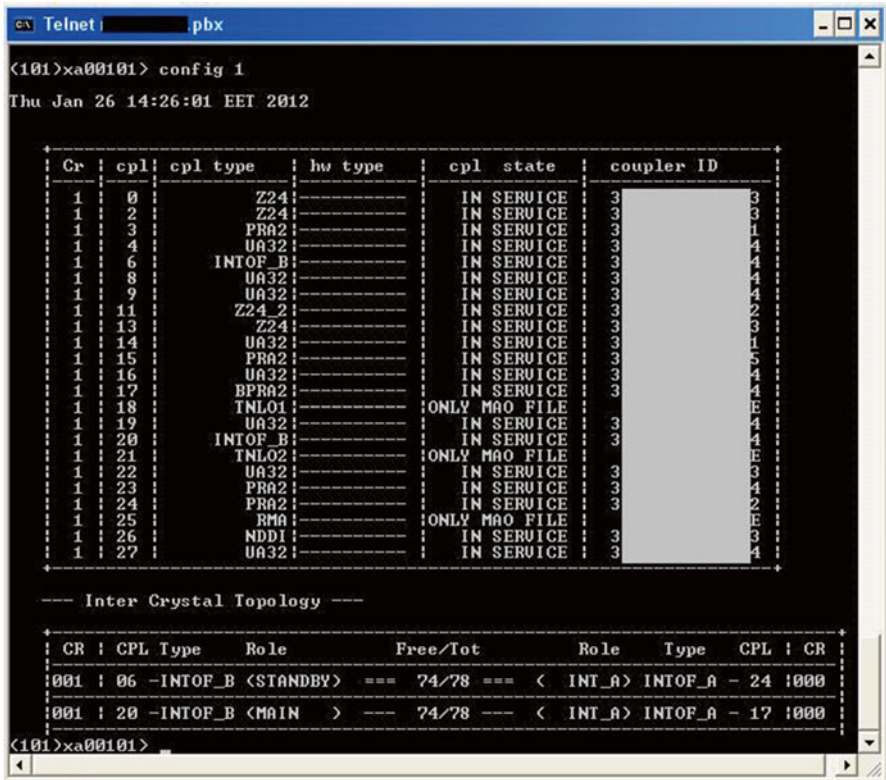 Telnet .pbx
(101)xa00101> config 1
Thu Jan 26 14:26:01 EET 2012
Cr | cpl | cpl type | hw type | cpl state | coupler ID
1 | 0 | Z24 | ---------- | IN SERVICE | 3 3
1 | 2 | Z24 | ---------- | IN SERVICE | 3 3
1 | 3 | PRA2 | ---------- | IN SERVICE | 3 1
1 | 4 | UA32 | ---------- | IN SERVICE | 3 4
1 | 6 | INTOF_B | ---------- | IN SERVICE | 3 4
1 | 8 | UA32 | ---------- | IN SERVICE | 3 4
1 | 9 | UA32 | ---------- | IN SERVICE | 3 4
1 | 11 | Z24_2 | ---------- | IN SERVICE | 3 2
1 | 13 | Z24 | ---------- | IN SERVICE | 3 3
1 | 14 | UA32 | ---------- | IN SERVICE | 3 1
1 | 15 | PRA2 | ---------- | IN SERVICE | 3 5
1 | 16 | UA32 | ---------- | IN SERVICE | 3 4
1 | 17 | BPRA2 | ---------- | IN SERVICE | 3 4
1 | 18 | TNLO1 | ---------- | ONLY MAO FILE | E
1 | 19 | UA32 | ---------- | IN SERVICE | 3 4
1 | 20 | INTOF_B | ---------- | IN SERVICE | 3 4
1 | 21 | TNLO2 | ---------- | ONLY MAO FILE | E
1 | 22 | UA32 | ---------- | IN SERVICE | 3 3
1 | 23 | PRA2 | ---------- | IN SERVICE | 3 4
1 | 24 | PRA2 | ---------- | IN SERVICE | 3 2
1 | 25 | RMA | ---------- | ONLY MAO FILE | E
1 | 26 | NDDI | ---------- | IN SERVICE | 3 3
1 | 27 | UA32 | ---------- | IN SERVICE | 3 4
--- Inter Crystal Topology ---
CR | CPL Type Role Free/Tot Role Type CPL | CR
001 | 06 -INTOF_B (STANDBY) === 74/78 === ( INT_A) INTOF_A - 24 |000
001 | 20 -INTOF_B (MAIN ) --- 74/78 --- ( INT_A) INTOF_A - 17 |000
(101)xa00101> _